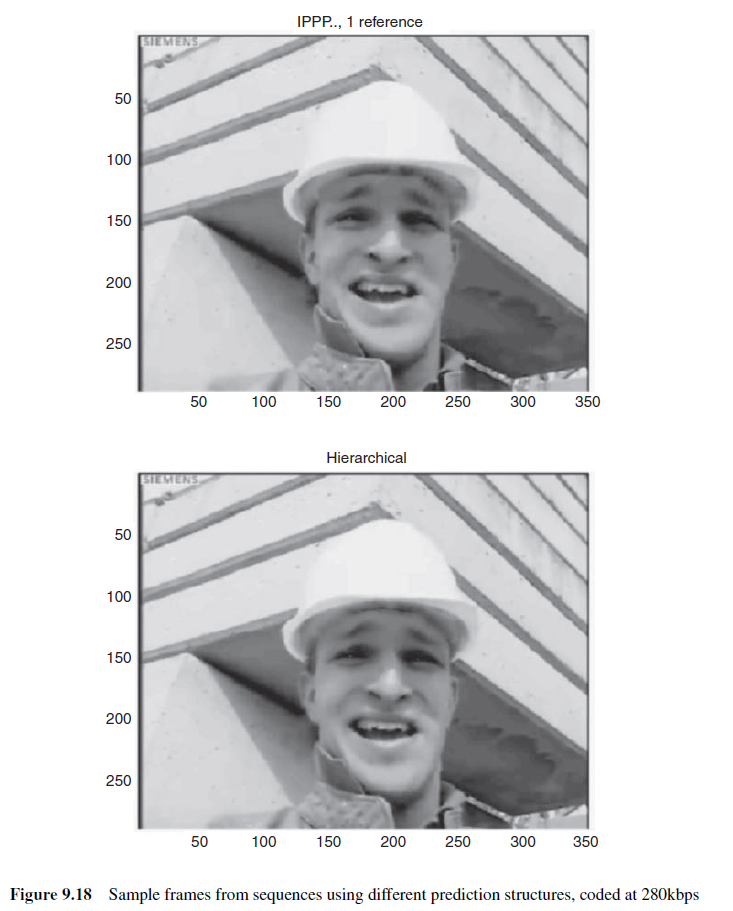 IPPP.., 1 reference
SIEMENS
50
100
150
200
250
50 100 150 200 250 300 350
Hierarchical
SIEMENS
50
100
150
200
250
50 100 150 200 250 300 350
Figure 9.18 Sample frames from sequences using different prediction structures, coded at 280kbps